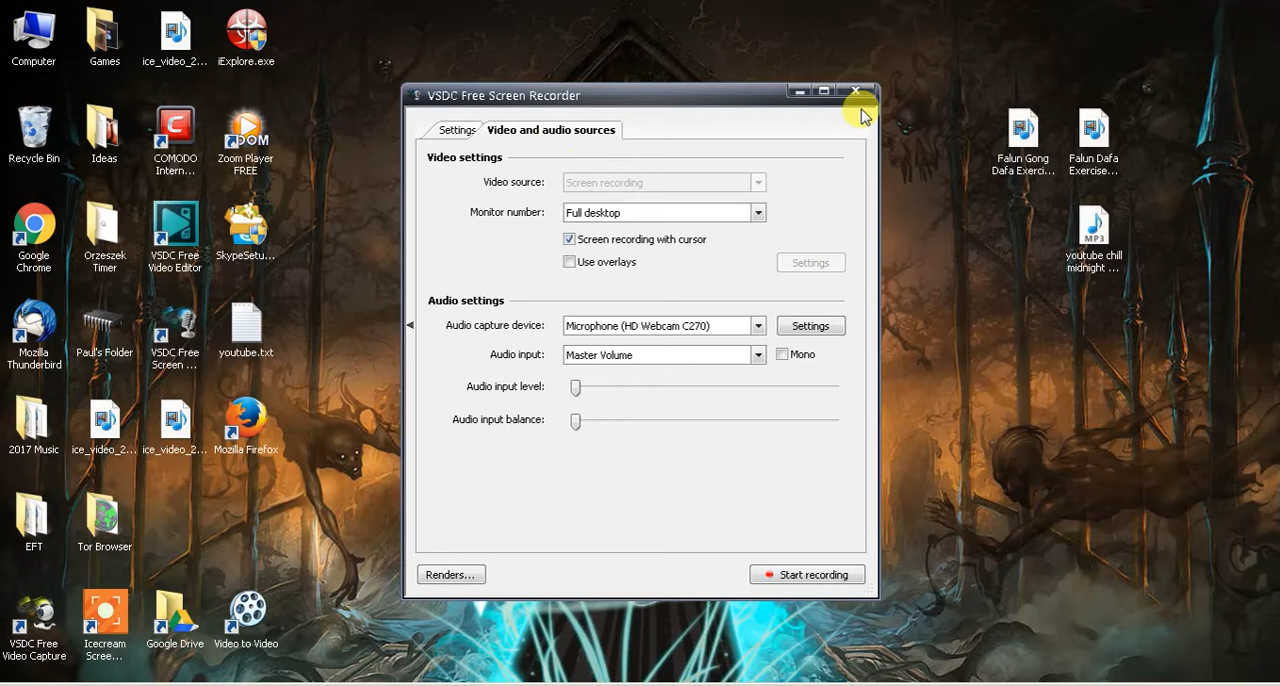 Computer
Games
ice_video_2...
iExplore.exe
Recycle Bin
Ideas
COMODO
Intern...
DOM
Zoom Player
FREE
Google
Chrome
Orzeszek
Timer
VSDC Free
Video Editor
SkypeSetu...
Mozilla
Thunderbird
Paul's Folder
VSDC Free
Screen ...
youtube.txt
2017 Music
ice_video_2...
ice_video_2...
Mozilla Firefox
EFT
Tor Browser
VSDC Free
Video Capture
Icecream
Scree...
Google Drive
Video to Video
VSDC Free Screen Recorder
Settings
Video and audio sources
Video settings
Video source:
Screen recording
Monitor number:
Full desktop
Screen recording with cursor
Use overlays
Settings
Audio settings
Audio capture device:
Microphone (HD Webcam C270)
Settings
Audio input:
Master Volume
Mono
Audio input level:
Audio input balance:
Renders...
Start recording
Falun Gong
Dafa Exerci...
Falun Dafa
Exercise...
MP3
youtube chill
midnight ...